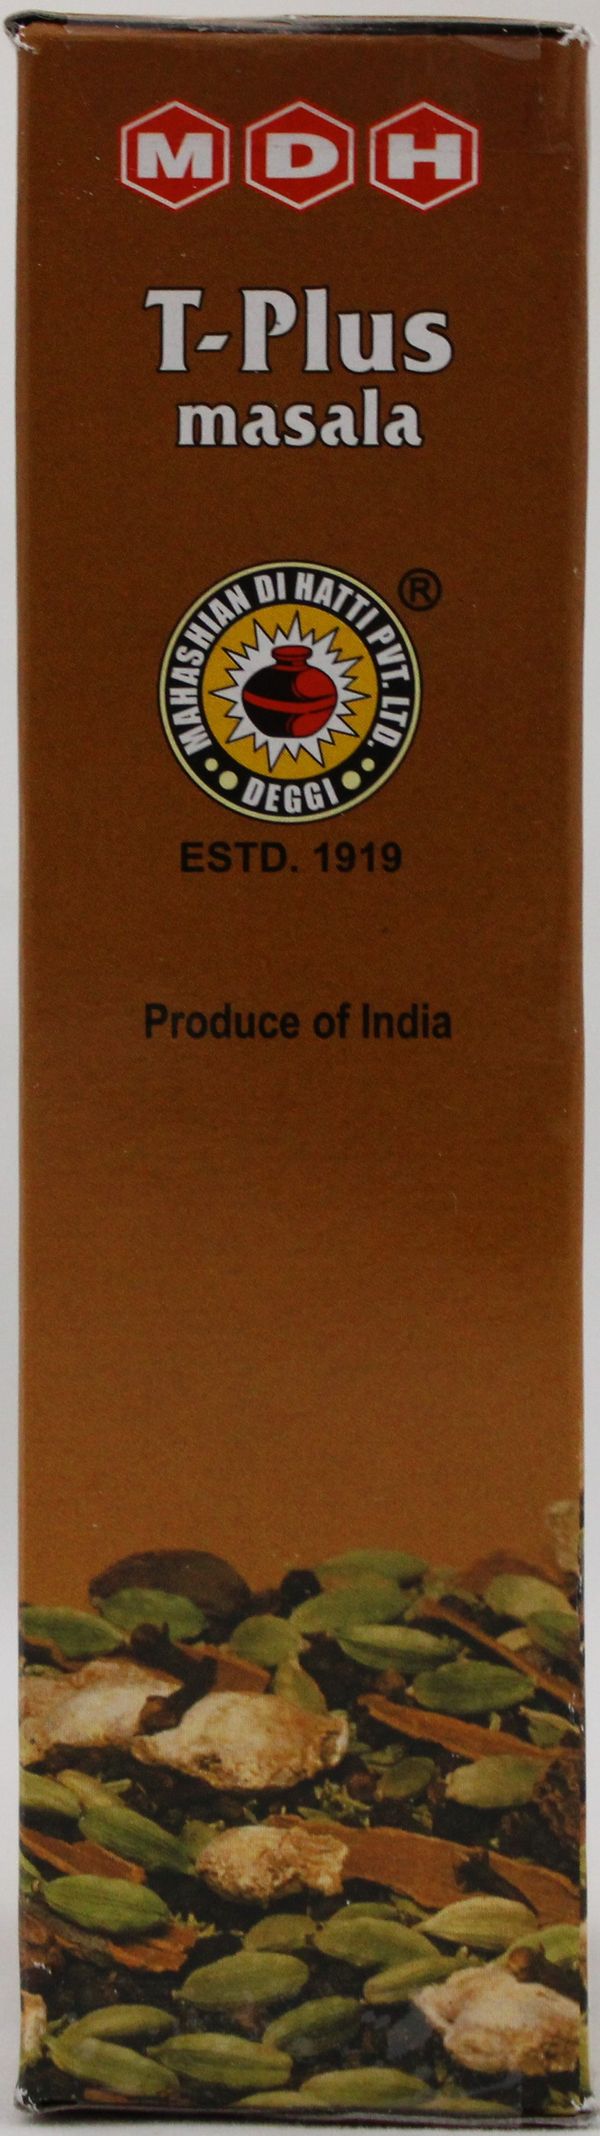 MDH
T-Plus
masala
MAHASHIAN DI HATTI PVT. LTD.
®
DEGGI
ESTD. 1919
Produce of India